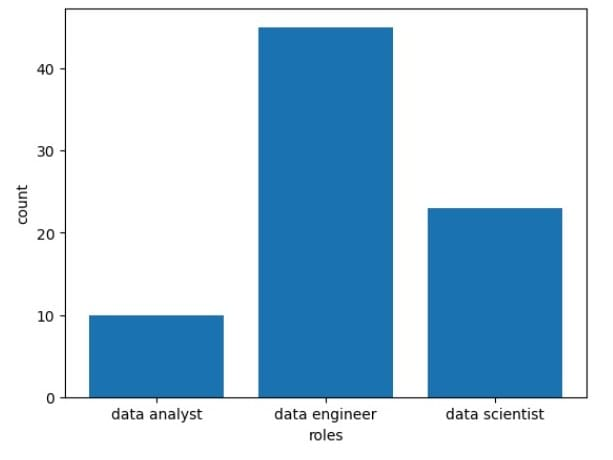 count
40
30
20
10
0
data analyst
data engineer
data scientist
roles